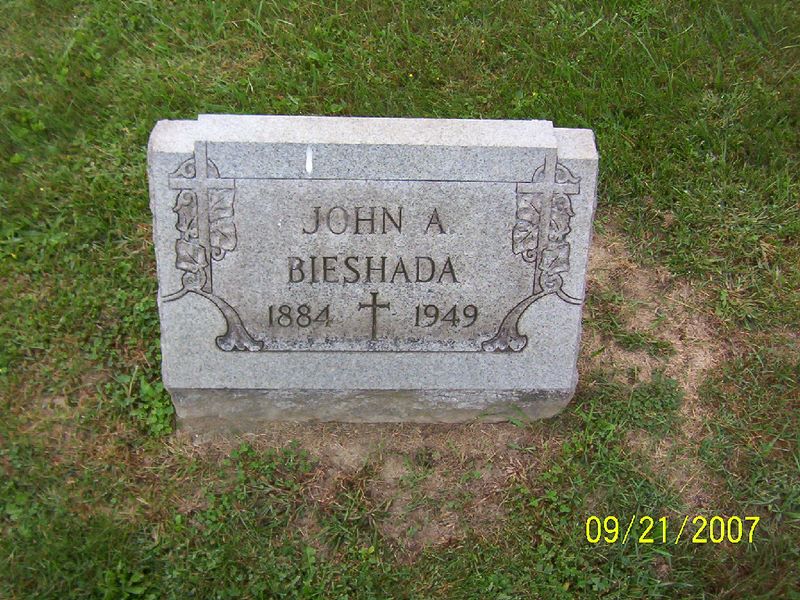 JOHN A.
BIESHADA
1884 1949
09/21/2007